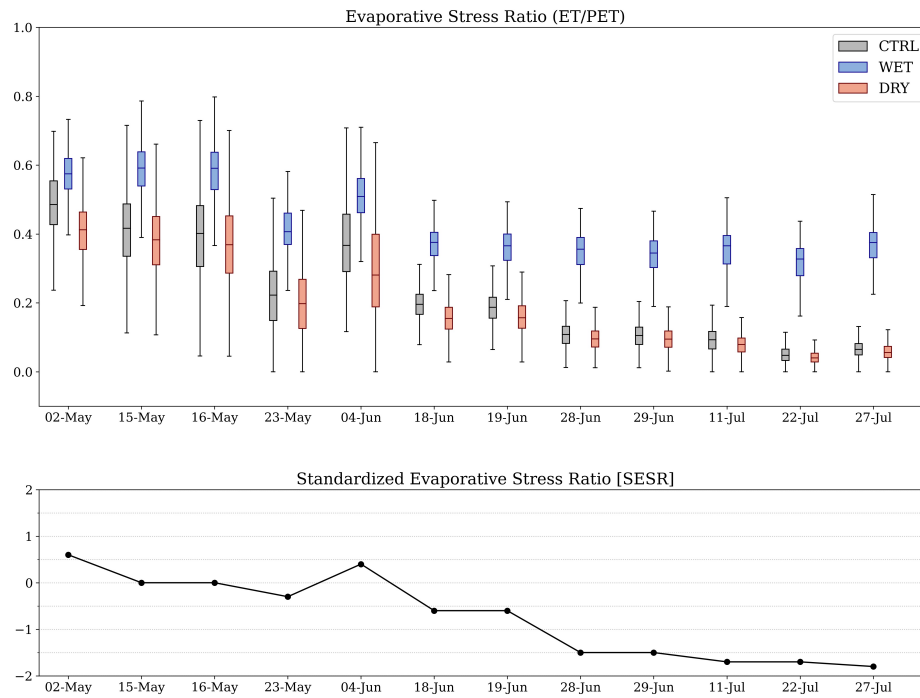 Evaporative Stress Ratio (ET/PET)
1.0
0.8
0.6
0.4
0.2
0.0
CTRL
WET
DRY
02-May 15-May 16-May 23-May 04-Jun 18-Jun 19-Jun 28-Jun 29-Jun 11-Jul 22-Jul 27-Jul
Standardized Evaporative Stress Ratio [SESR]
2
1
0
−1
−2
02-May 15-May 16-May 23-May 04-Jun 18-Jun 19-Jun 28-Jun 29-Jun 11-Jul 22-Jul 27-Jul